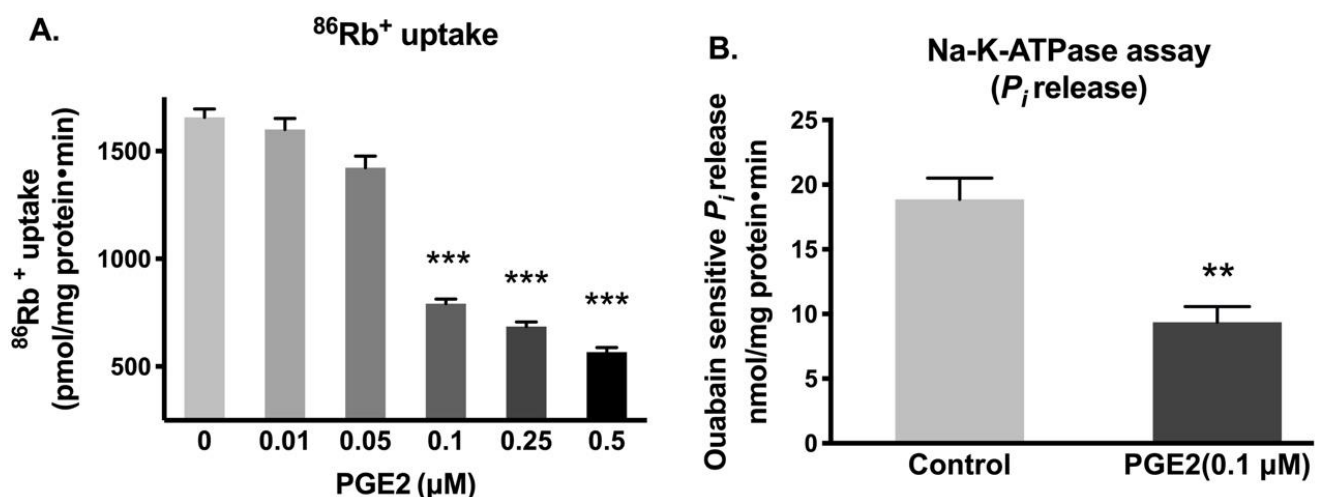 A.
⁸⁶Rb⁺ uptake
⁸⁶Rb⁺ uptake
(pmol/mg protein•min)
1500
1000
500
***
***
***
0 0.01 0.05 0.1 0.25 0.5
PGE2 (µM)
B.
Na-K-ATPase assay
(Pᵢ release)
Ouabain sensitive Pᵢ release
nmol/mg protein•min
25
20
15
10
5
0
**
Control PGE2(0.1 µM)